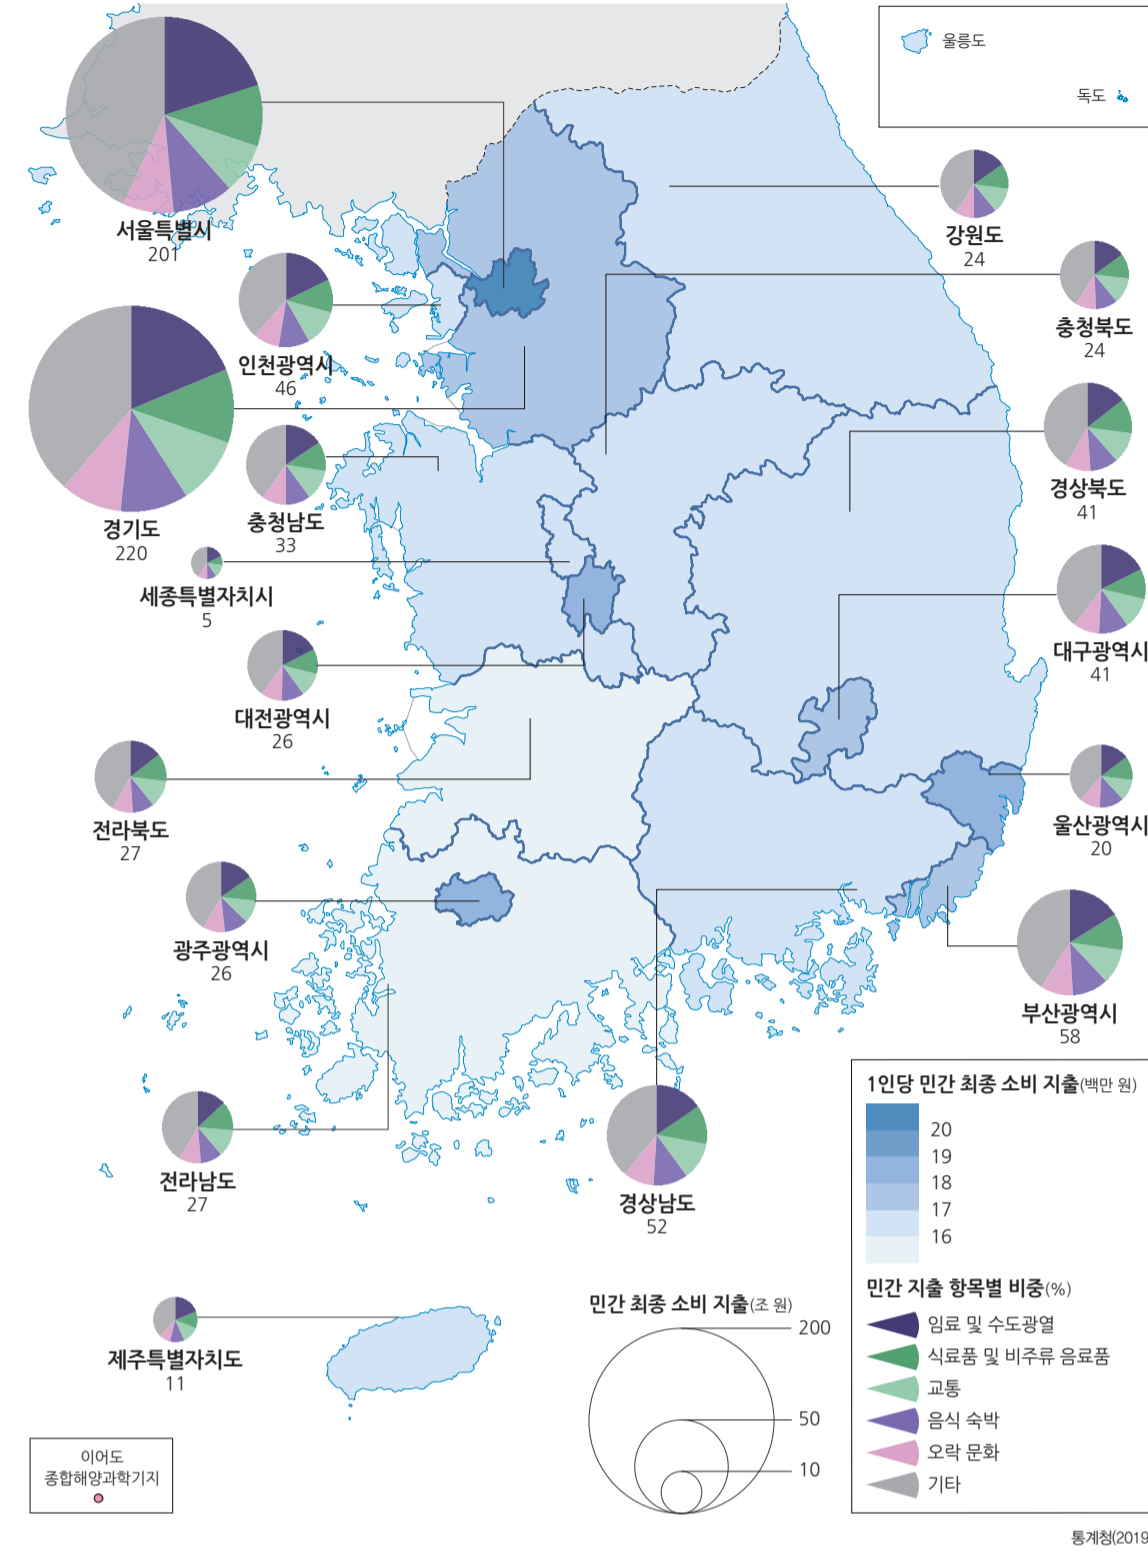 울릉도
독도
서울특별시
201
강원도
24
인천광역시
46
충청북도
24
경기도
220
충청남도
33
경상북도
41
세종특별자치시
5
대구광역시
41
대전광역시
26
전라북도
27
울산광역시
20
광주광역시
26
부산광역시
58
전라남도
27
경상남도
52
제주특별자치도
11
이어도
종합해양과학기지
민간 최종 소비 지출(조 원)
200
50
10
1인당 민간 최종 소비 지출(백만 원)
20
19
18
17
16
민간 지출 항목별 비중(%)
임료 및 수도광열
식료품 및 비주류 음료품
교통
음식 숙박
오락 문화
기타
통계청(2019